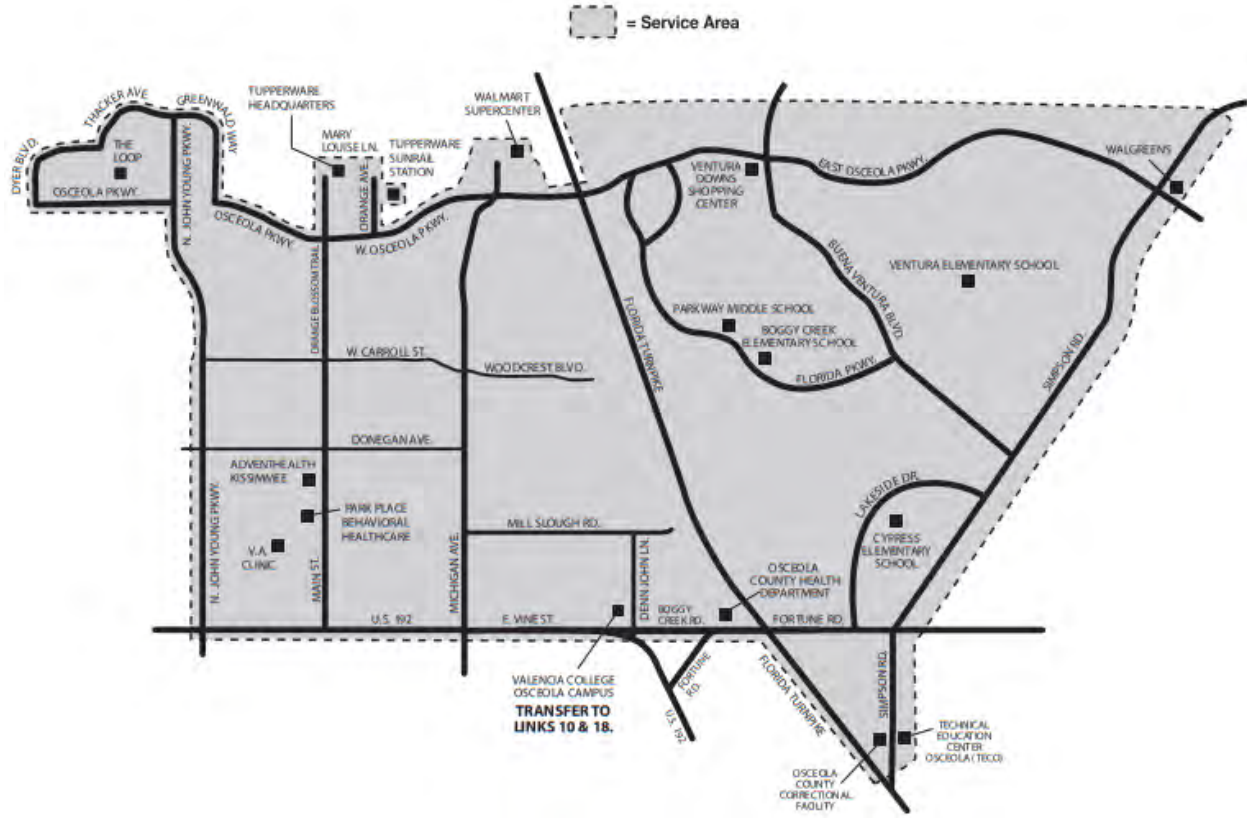 = Service Area
TUPPERWARE
HEADQUARTERS
WALMART
SUPERCENTER
THACKER AVE
GREENWALD WAY
DYER BLVD.
THE
LOOP
OSCEOLA PKWY.
N. JOHN YOUNG PKWY.
MARY
LOUISE LN.
ORANGE AVE.
TUPPERWARE
SUNRAIL
STATION
OSCEOLA PKWY.
W. OSCEOLA PKWY.
VENTURA
DOWNS
SHOPPING
CENTER
EAST OSCEOLA PKWY.
WALGREENS
ORANGE BLOSSOM TRAIL
FLORIDA TURNPIKE
BUENA VENTURA BLVD.
VENTURA ELEMENTARY SCHOOL
PARKWAY MIDDLE SCHOOL
BOGGY CREEK
ELEMENTARY SCHOOL
FLORIDA PKWY.
SIMPSON RD.
W. CARROLL ST.
WOODCREST BLVD.
DONEGAN AVE.
ADVENTHEALTH
KISSIMMEE
PARK PLACE
BEHAVIORAL
HEALTHCARE
V.A.
CLINIC
N. JOHN YOUNG PKWY.
MAIN ST.
MICHIGAN AVE.
MILL SLOUGH RD.
DENN JOHN LN.
LAKESIDE DR.
CYPRESS
ELEMENTARY
SCHOOL
OSCEOLA
COUNTY HEALTH
DEPARTMENT
U.S. 192
E. VINE ST.
BOGGY
CREEK RD.
FORTUNE RD.
VALENCIA COLLEGE
OSCEOLA CAMPUS
TRANSFER TO
LINKS 10 & 18.
FORTUNE
RD.
U.S. 192
FLORIDA TURNPIKE
SIMPSON RD.
TECHNICAL
EDUCATION
CENTER
OSCEOLA (TECO)
OSCEOLA
COUNTY
CORRECTIONAL
FACILITY